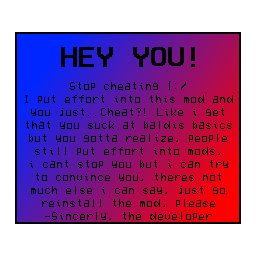 HEY YOU!
Stop cheating |:/
I put effort into this mod and
you just..Cheat?! Like i get
that you suck at baldis basics
but you gotta realize, people
still put effort into mods,
i cant stop you but i can try
to convince you, theres not
much else i can say, just go
reinstall the mod. Please
-Sincerly, the developer